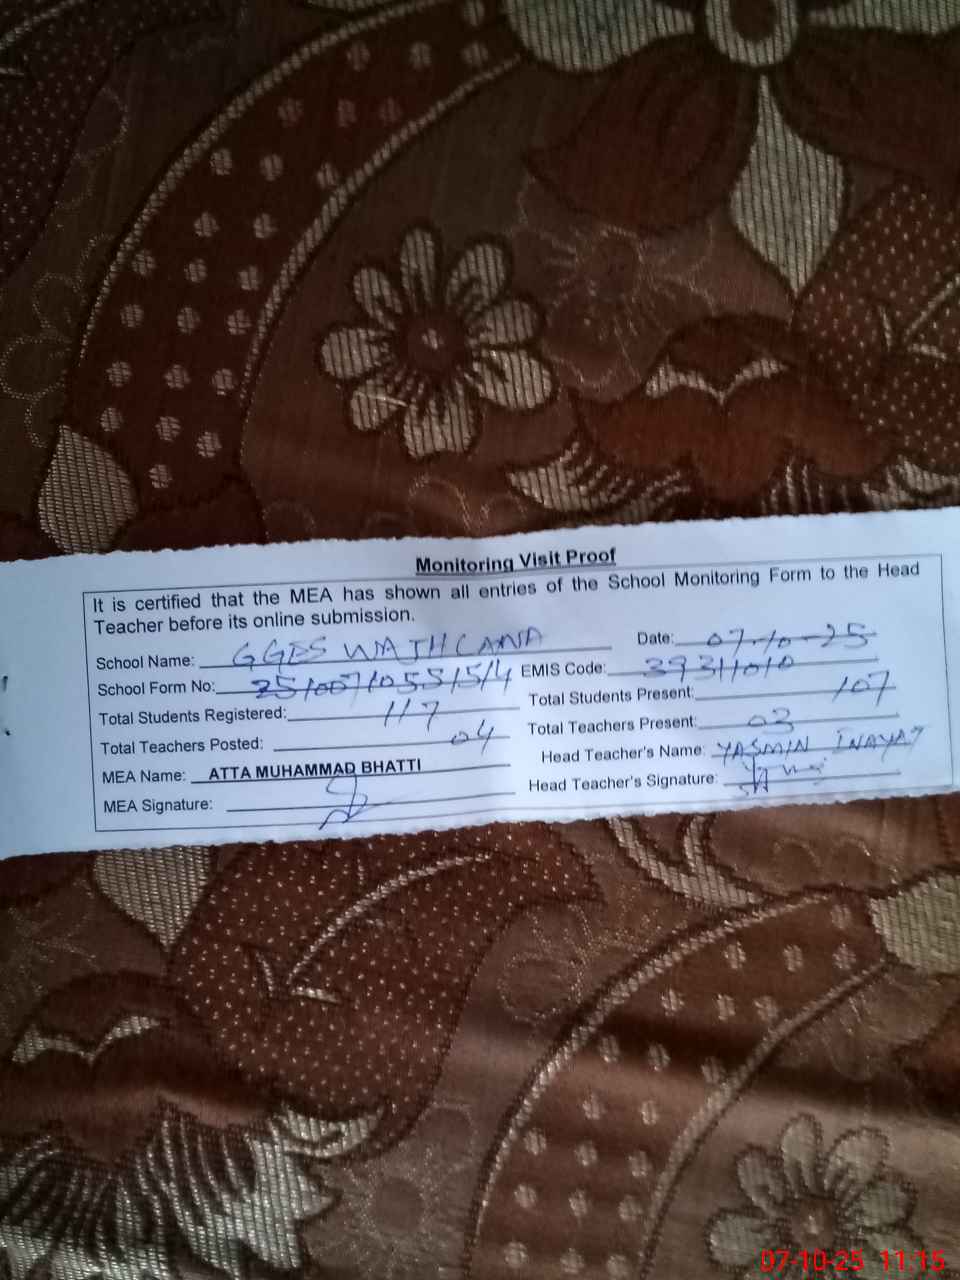 Monitoring Visit Proof
It is certified that the MEA has shown all entries of the School Monitoring Form to the Head
Teacher before its online submission.
School Name: GGES WAJHLANA Date: 07-10-25
School Form No: 25100710551514 EMIS Code: 39311010
Total Students Registered: 117 Total Students Present: 107
Total Teachers Posted: 04 Total Teachers Present: 03
MEA Name: ATTA MUHAMMAD BHATTI Head Teacher's Name: YASMIN INAYAT
MEA Signature: Head Teacher's Signature:
07-10-25 11:15